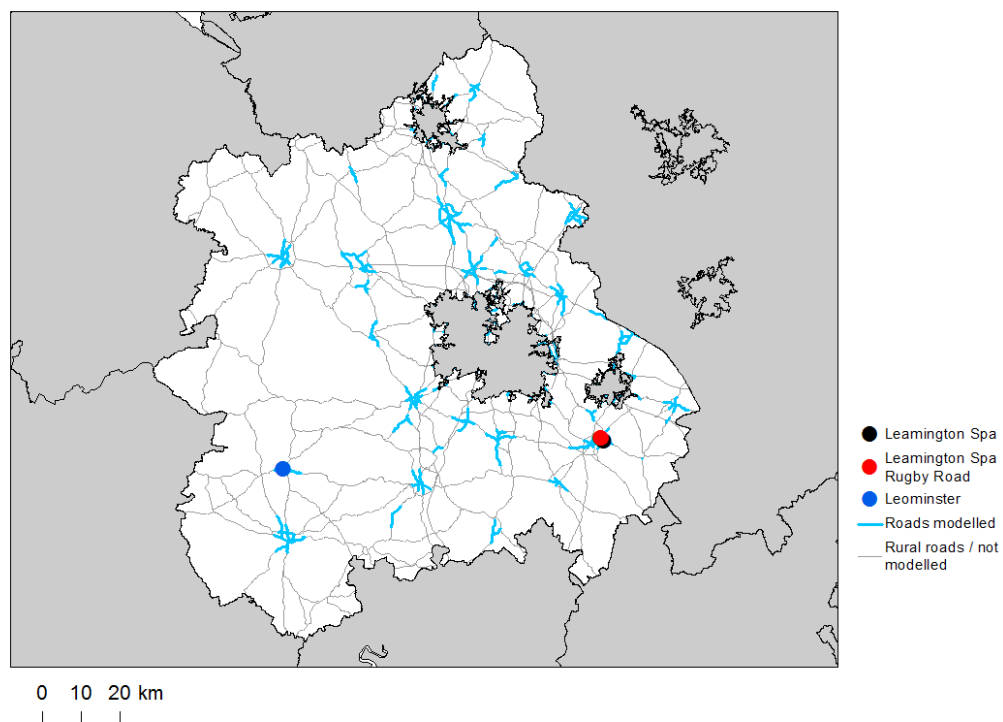 Leamington Spa
Leamington Spa
Rugby Road
Leominster
Roads modelled
Rural roads / not
modelled
0 10 20 km